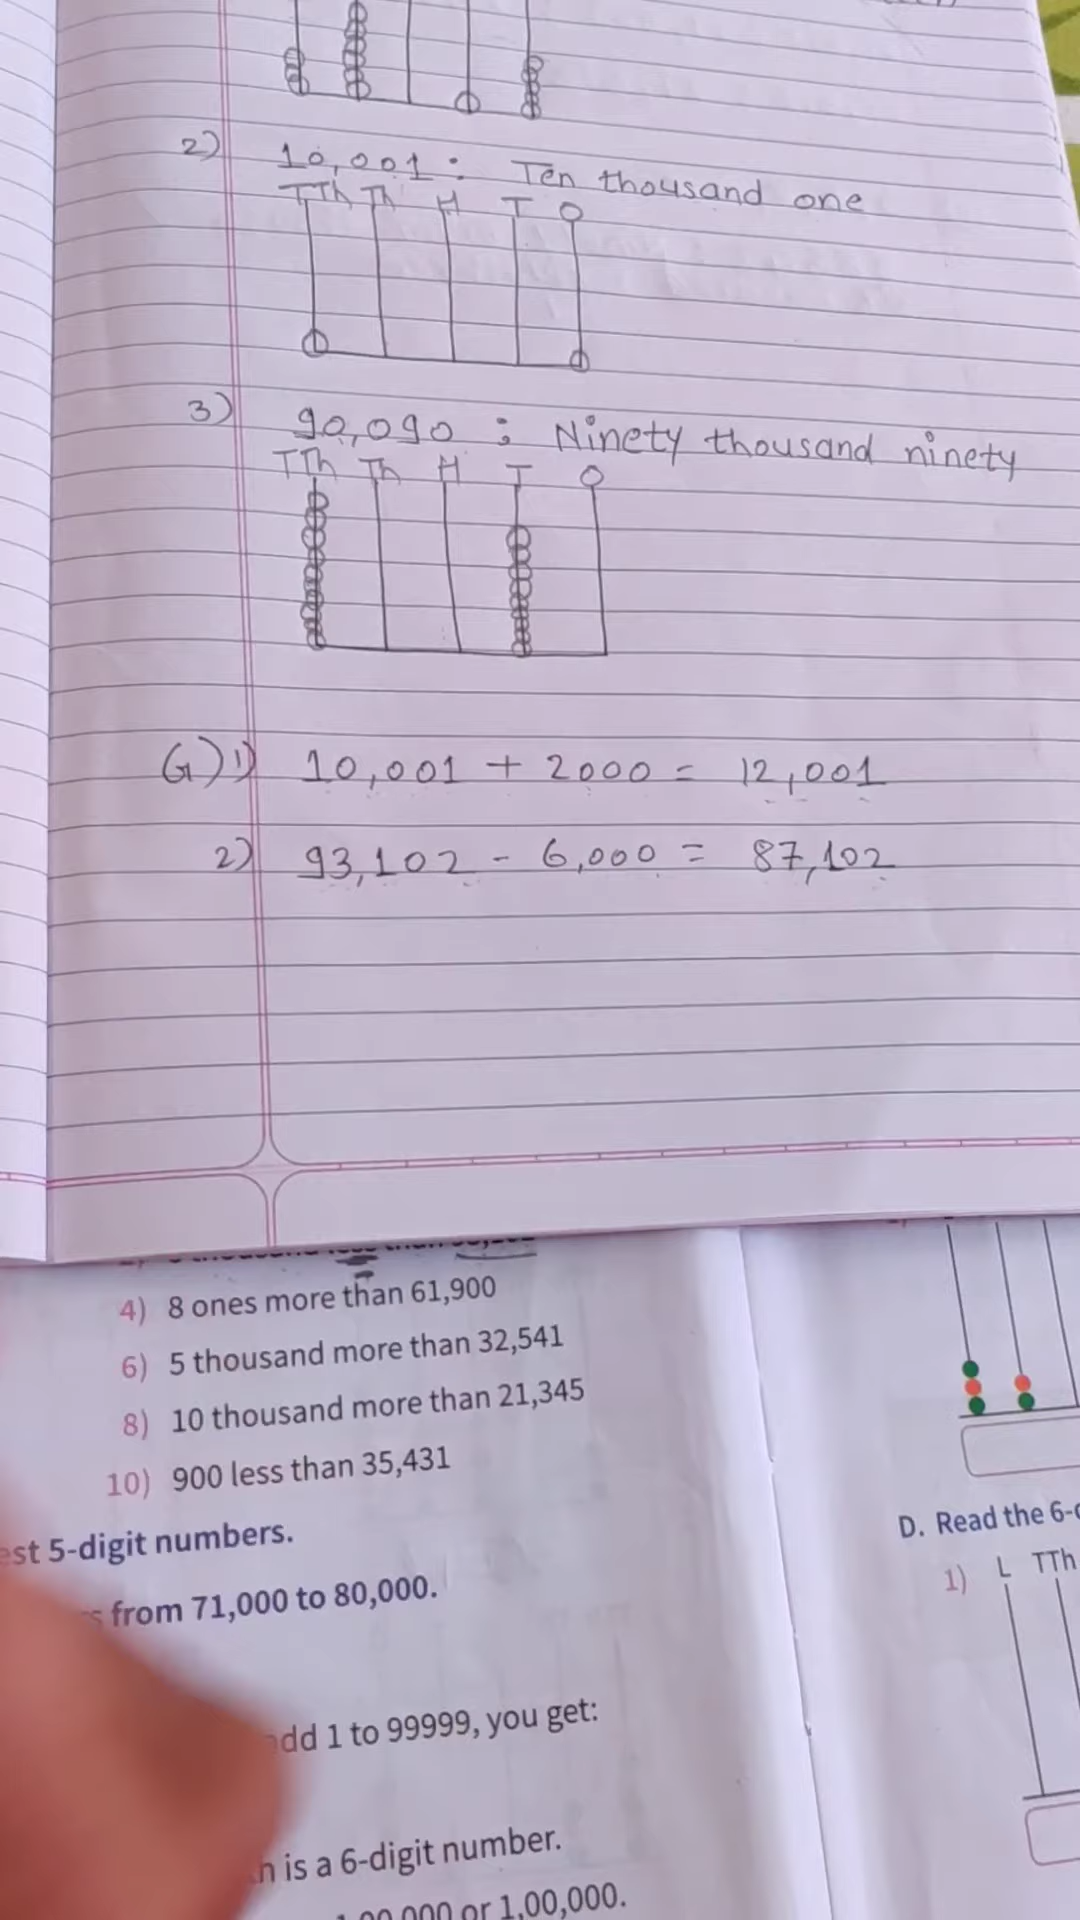 2) 10,001 : Ten thousand one
TTh Th H T O
3) 90,090 : Ninety thousand ninety
TTh Th H T O
G) 1) 10,001 + 2000 = 12,001
2) 93,102 - 6,000 = 87,102
4) 8 ones more than 61,900
6) 5 thousand more than 32,541
8) 10 thousand more than 21,345
10) 900 less than 35,431
5-digit numbers.
from 71,000 to 80,000.
1 to 99999, you get:
is a 6-digit number.
or 1,00,000.
D. Read the
1) L TTh